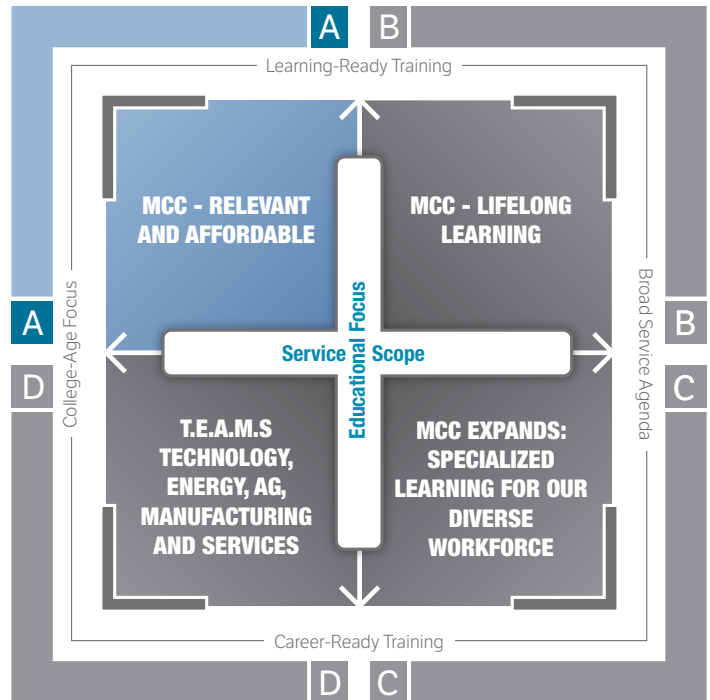 A B
Learning-Ready Training
MCC - RELEVANT
AND AFFORDABLE
MCC - LIFELONG
LEARNING
College-Age Focus
Broad Service Agenda
A
B
Service Scope
Educational Focus
D
C
T.E.A.M.S
TECHNOLOGY,
ENERGY, AG,
MANUFACTURING
AND SERVICES
MCC EXPANDS:
SPECIALIZED
LEARNING FOR OUR
DIVERSE
WORKFORCE
Career-Ready Training
D C